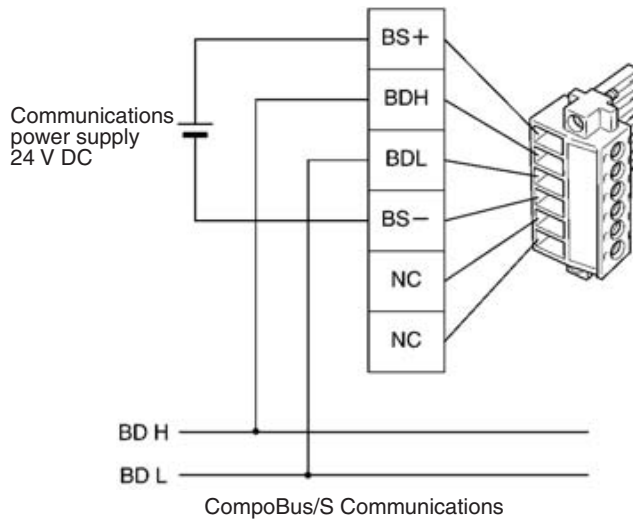 BS+
BDH
Communications
power supply
24 V DC
BDL
BS−
NC
NC
BD H
BD L
CompoBus/S Communications